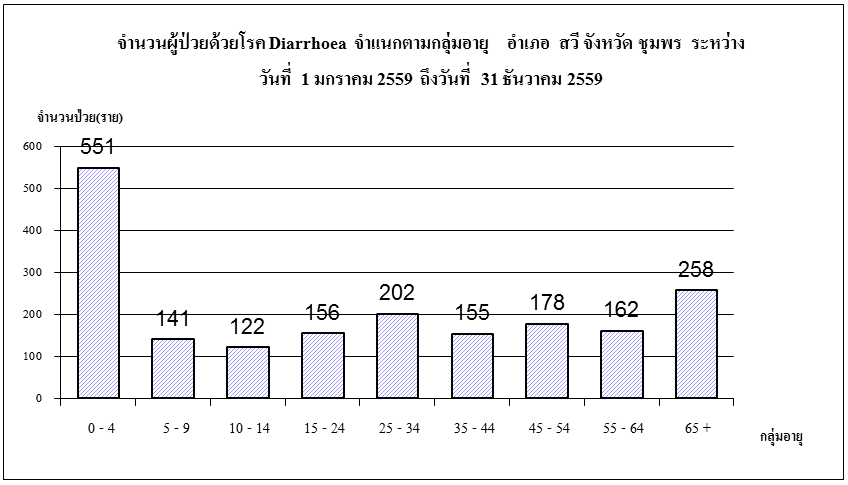 จำนวนผู้ป่วยด้วยโรค Diarrhoea จำแนกตามกลุ่มอายุ อำเภอ สวี จังหวัด ชุมพร ระหว่าง
วันที่ 1 มกราคม 2559 ถึงวันที่ 31 ธันวาคม 2559
จำนวนป่วย(ราย)
600
500
400
300
200
100
0
551
141
122
156
202
155
178
162
258
0 - 4
5 - 9
10 - 14
15 - 24
25 - 34
35 - 44
45 - 54
55 - 64
65 +
กลุ่มอายุ